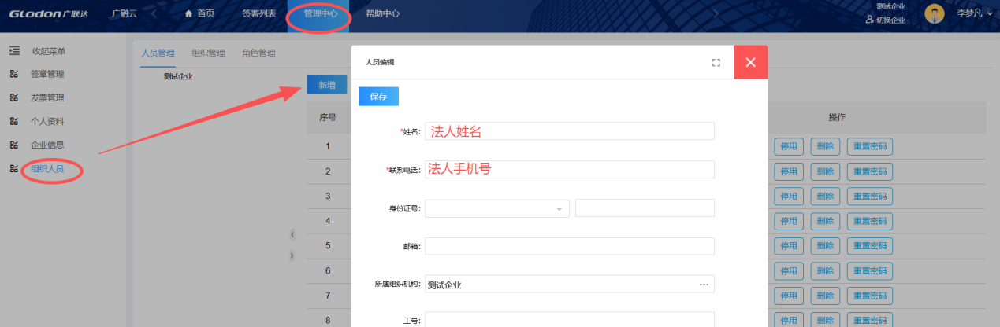 GLODON广联达 广融云 首页 签署列表 管理中心 帮助中心 测试企业 李梦凡
切换企业
收起菜单
签章管理
发票管理
个人资料
企业信息
组织人员
人员管理 组织管理 角色管理
测试企业
新增
序号 操作
1 停用 删除 重置密码
2 停用 删除 重置密码
3 停用 删除 重置密码
4 停用 删除 重置密码
5 停用 删除 重置密码
6 停用 删除 重置密码
7 停用 删除 重置密码
8 停用 删除 重置密码
人员编辑
保存
*姓名: 法人姓名
*联系电话: 法人手机号
身份证号:
邮箱:
所属组织机构: 测试企业 ...
工号: